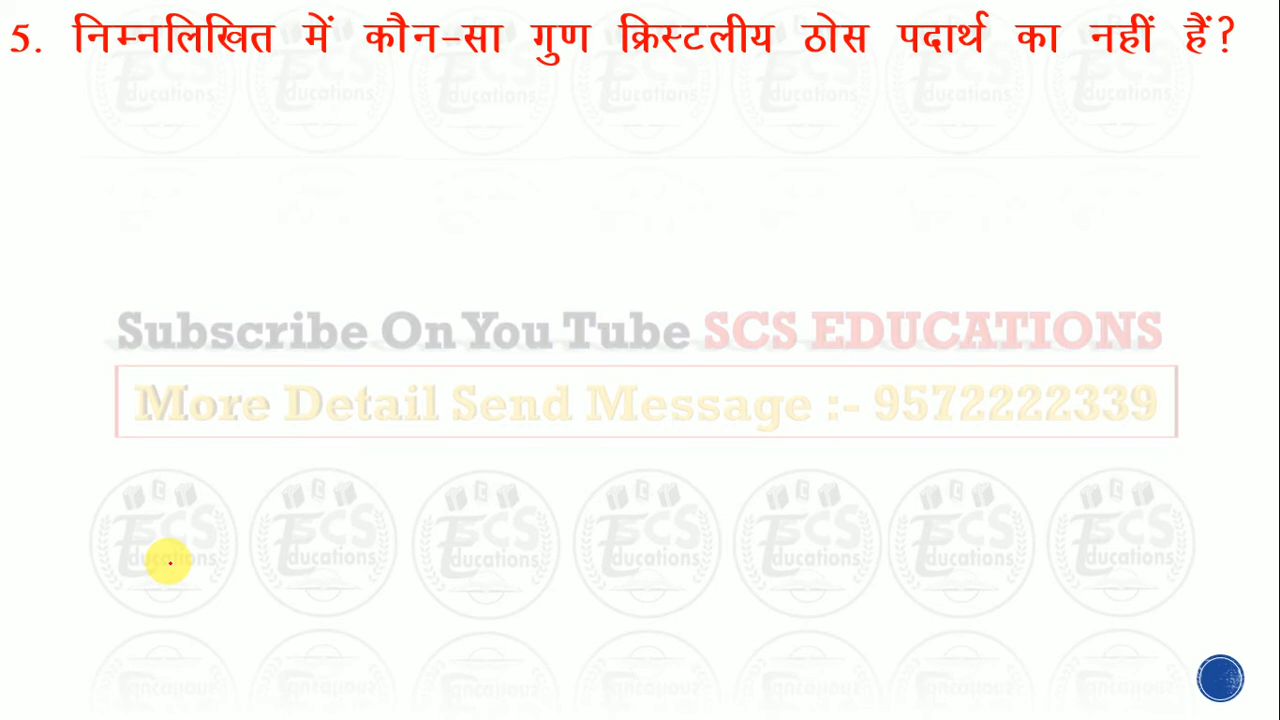 5. निम्नलिखित में कौन-सा गुण क्रिस्टलीय ठोस पदार्थ का नहीं हैं?
Subscribe On You Tube SCS EDUCATIONS
More Detail Send Message :- 9572222339